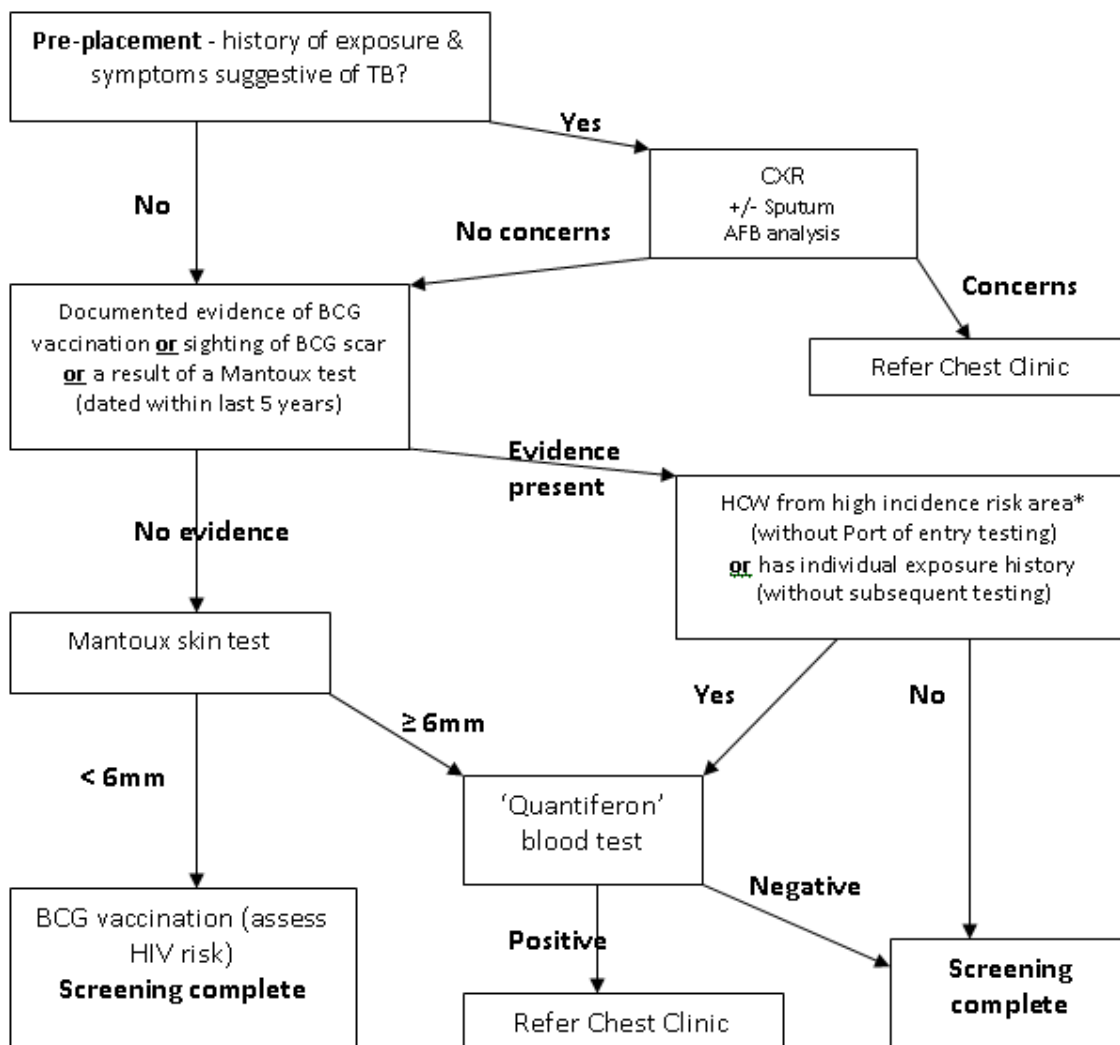 Pre-placement - history of exposure &
symptoms suggestive of TB?
Yes
No
CXR
+/- Sputum
AFB analysis
No concerns
Concerns
Refer Chest Clinic
Documented evidence of BCG
vaccination or sighting of BCG scar
or a result of a Mantoux test
(dated within last 5 years)
Evidence
present
No evidence
HCW from high incidence risk area*
(without Port of entry testing)
or has individual exposure history
(without subsequent testing)
Mantoux skin test
Yes
No
≥ 6mm
< 6mm
‘Quantiferon’
blood test
Negative
Positive
BCG vaccination (assess
HIV risk)
Screening complete
Refer Chest Clinic
Screening
complete